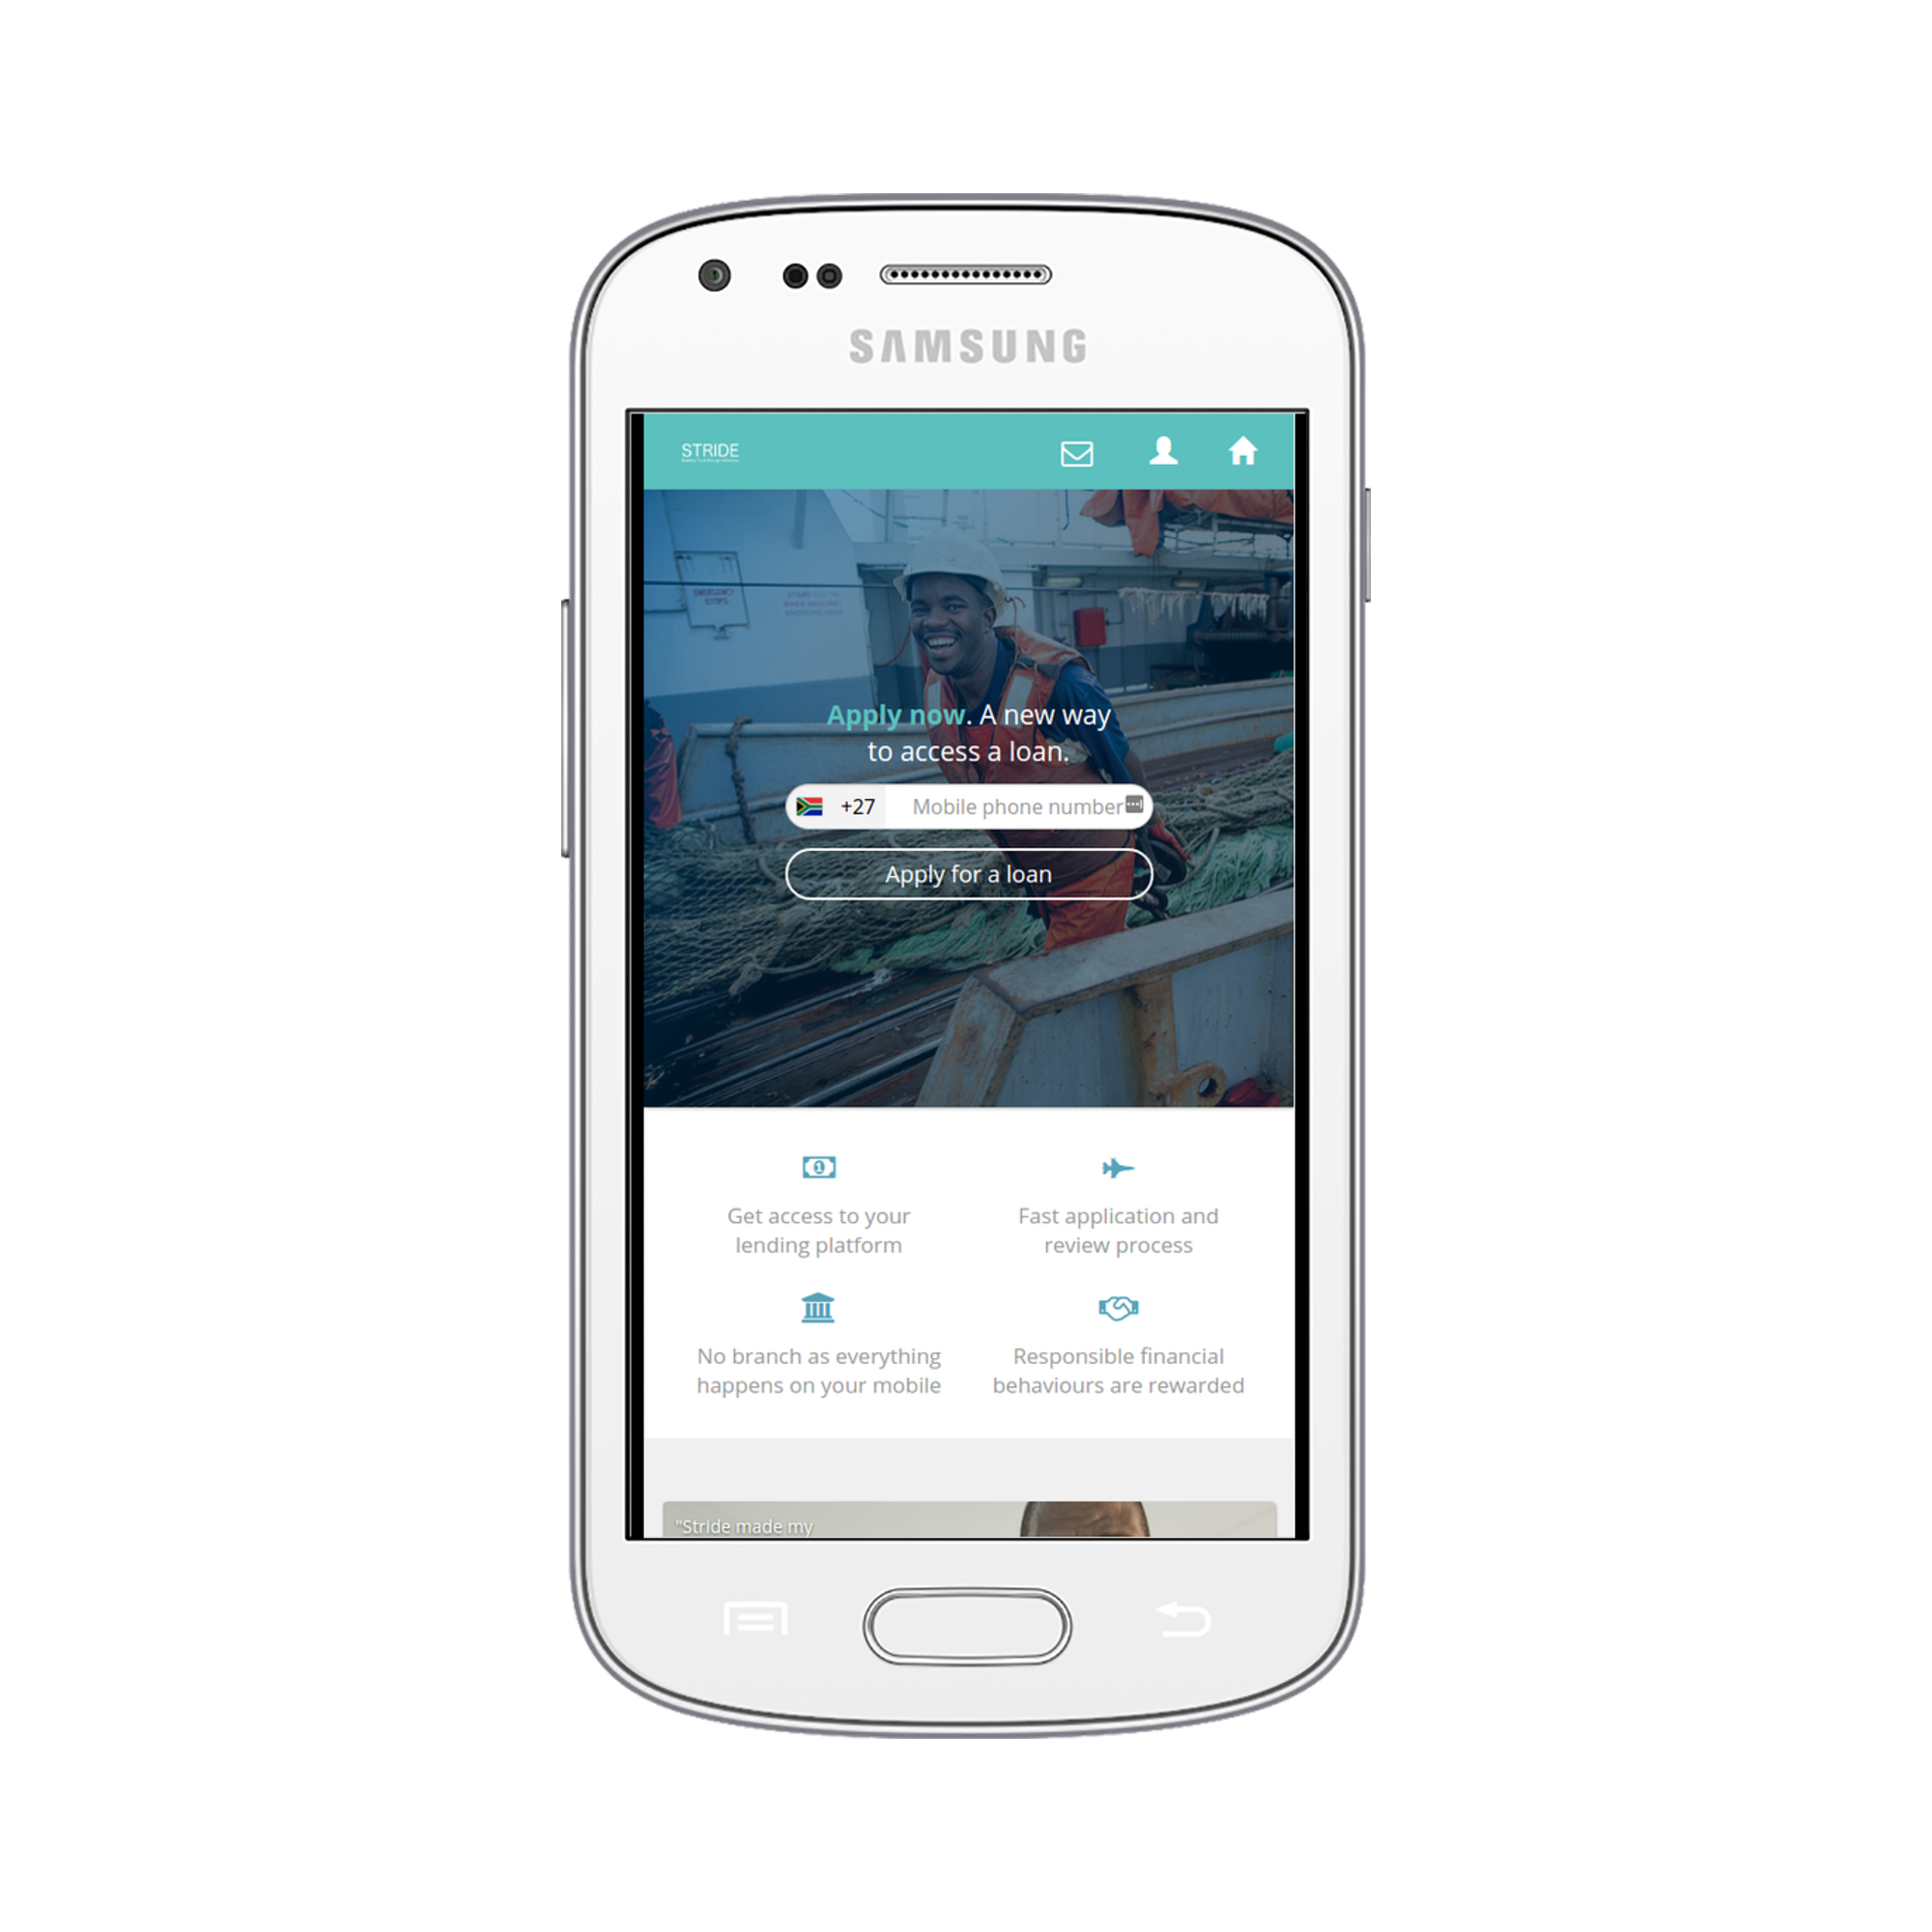 SAMSUNG
STRIDE
EMERGENCY
STOPS
Apply now. A new way
to access a loan.
+27 Mobile phone number
Apply for a loan
Get access to your
lending platform
Fast application and
review process
No branch as everything
happens on your mobile
Responsible financial
behaviours are rewarded
"Stride made my